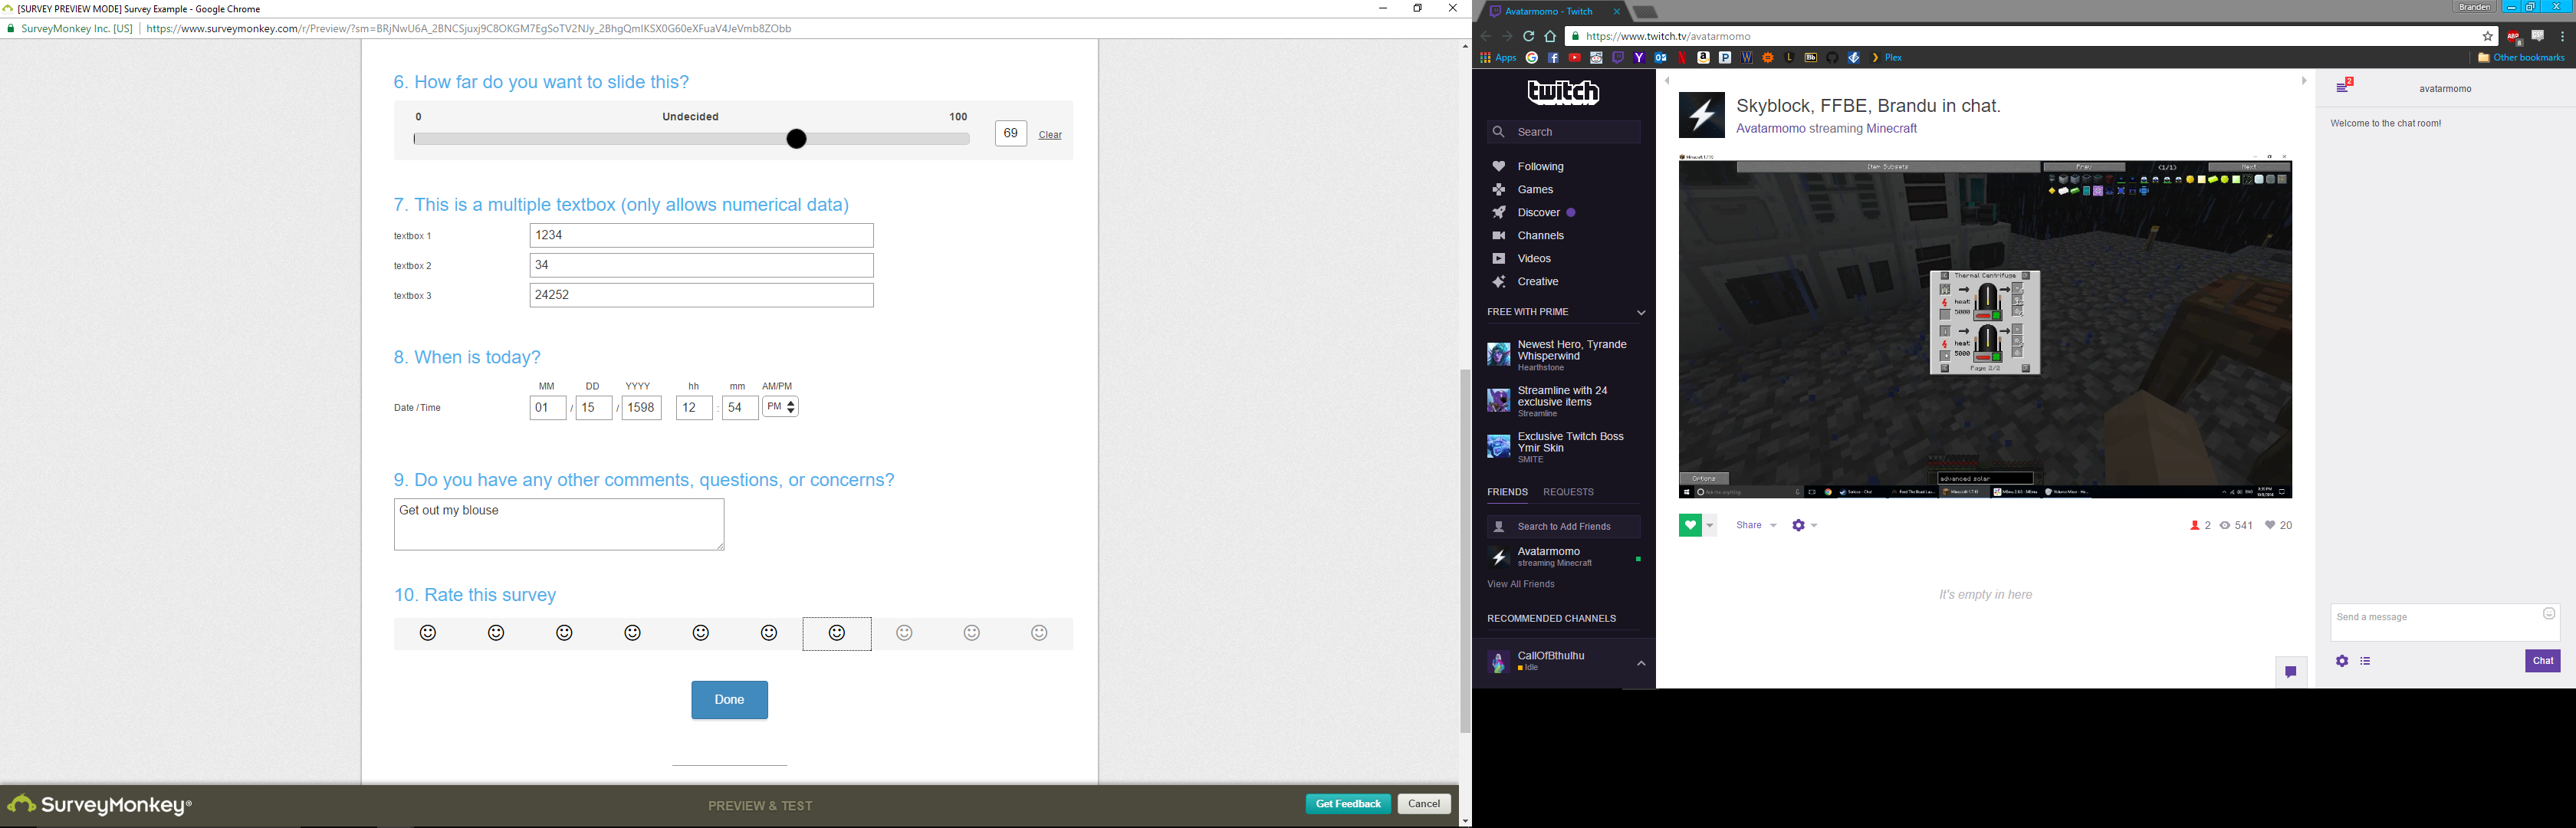 [SURVEY PREVIEW MODE] Survey Example - Google Chrome
SurveyMonkey Inc. [US] | https://www.surveymonkey.com/r/Preview/?sm=BRjNwU6A_2BNCSjuxj9C8OKGM7EgSoTV2NJy_2BhgQmIKSX0G60eXFuaV4JeVmb8ZObb
6. How far do you want to slide this?
0 Undecided 100
69 Clear
7. This is a multiple textbox (only allows numerical data)
textbox 1 1234
textbox 2 34
textbox 3 24252
8. When is today?
MM DD YYYY hh mm AM/PM
Date / Time 01 / 15 / 1598 12 : 54 PM
9. Do you have any other comments, questions, or concerns?
Get out my blouse
10. Rate this survey
Done
SurveyMonkey®
PREVIEW & TEST
Get Feedback Cancel
Avatarmomo - Twitch
Branden
https://www.twitch.tv/avatarmomo
Apps
Plex
Other bookmarks
twitch
Search
Following
Games
Discover
Channels
Videos
Creative
FREE WITH PRIME
Newest Hero, Tyrande
Whisperwind
Hearthstone
Streamline with 24
exclusive items
Streamline
Exclusive Twitch Boss
Ymir Skin
SMITE
FRIENDS REQUESTS
Search to Add Friends
Avatarmomo
streaming Minecraft
View All Friends
RECOMMENDED CHANNELS
CallOfBthulhu
Idle
Skyblock, FFBE, Brandu in chat.
Avatarmomo streaming Minecraft
Item Subsets
Prev (1/1) Next
Thermal Centrifuge
heat:
5000
heat:
5000
Page 2/2
Options
advanced solar
Share
2 541 20
It's empty in here
2
avatarmomo
Welcome to the chat room!
Send a message
Chat